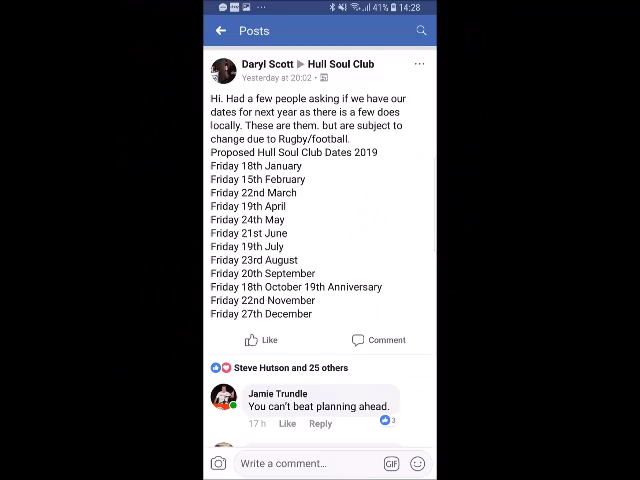 41% 14:28
Posts
Daryl Scott ▶ Hull Soul Club
Yesterday at 20:02 •
Hi. Had a few people asking if we have our
dates for next year as there is a few does
locally. These are them. but are subject to
change due to Rugby/football.
Proposed Hull Soul Club Dates 2019
Friday 18th January
Friday 15th February
Friday 22nd March
Friday 19th April
Friday 24th May
Friday 21st June
Friday 19th July
Friday 23rd August
Friday 20th September
Friday 18th October 19th Anniversary
Friday 22nd November
Friday 27th December
Like Comment
Steve Hutson and 25 others
Jamie Trundle
You can't beat planning ahead.
17 h Like Reply 3
Write a comment... GIF